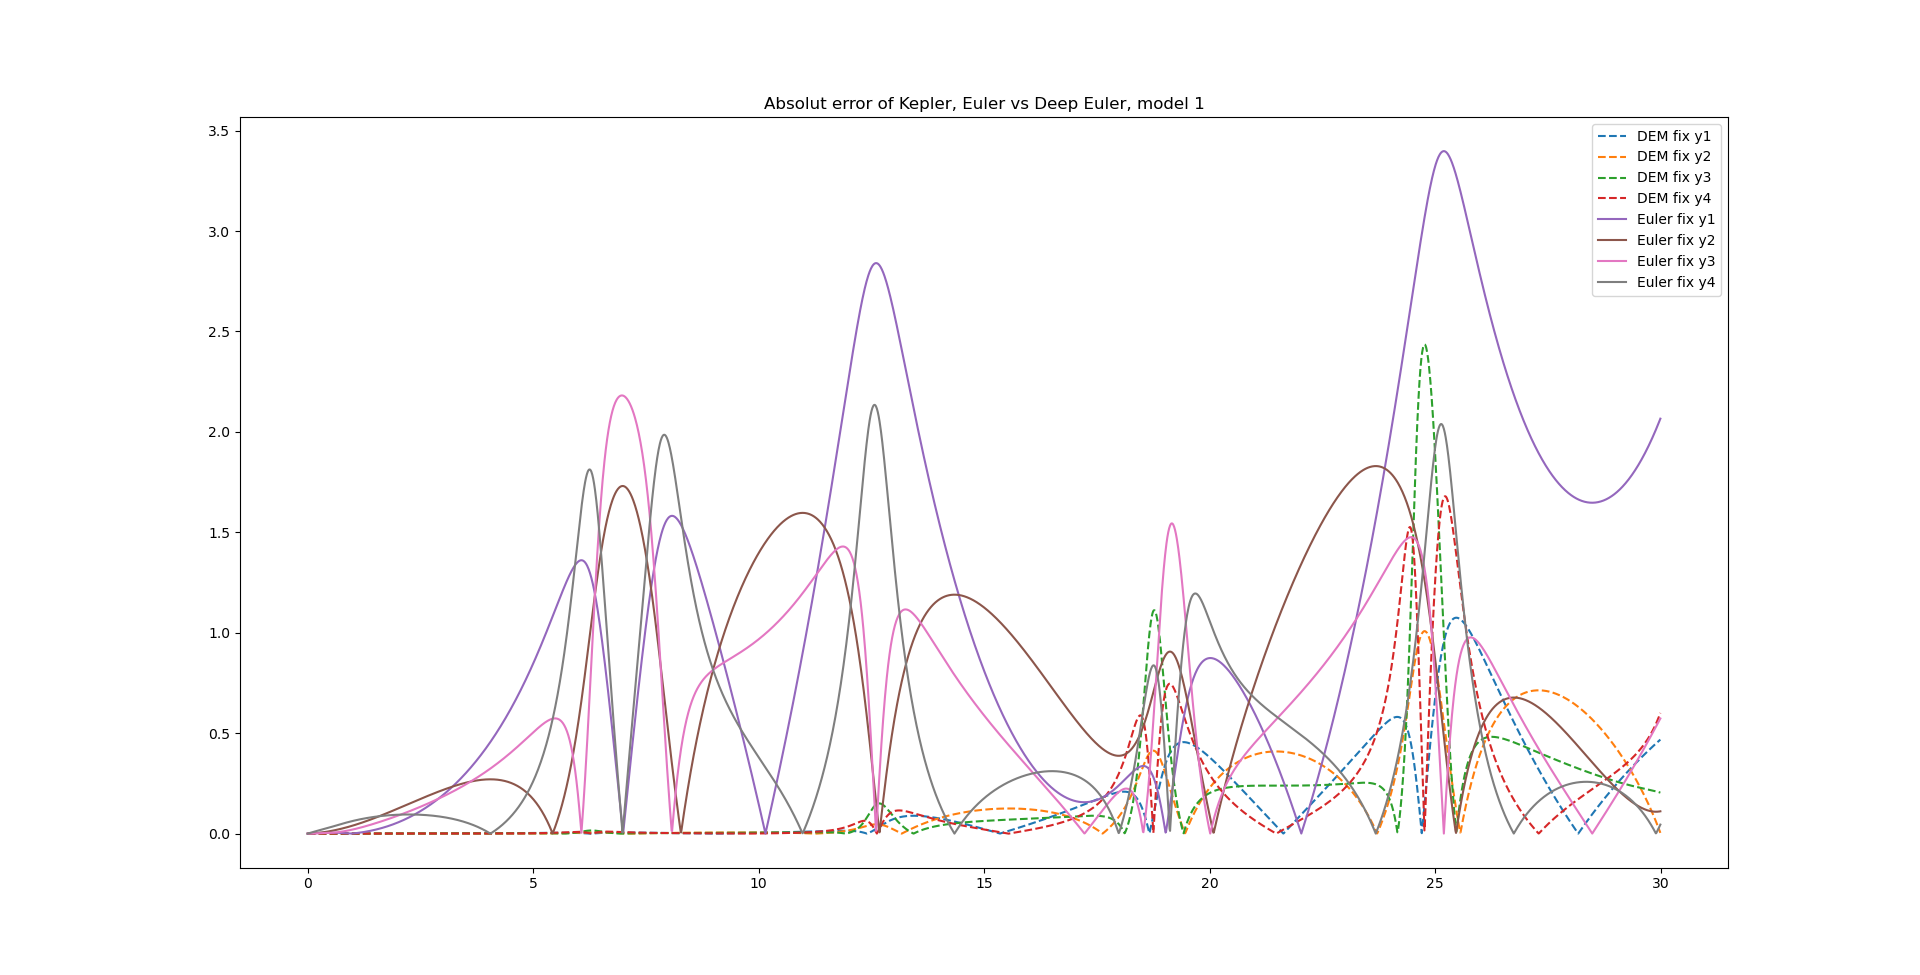 Absolut error of Kepler, Euler vs Deep Euler, model 1
3.5
3.0
2.5
2.0
1.5
1.0
0.5
0.0
0 5 10 15 20 25 30
DEM fix y1
DEM fix y2
DEM fix y3
DEM fix y4
Euler fix y1
Euler fix y2
Euler fix y3
Euler fix y4